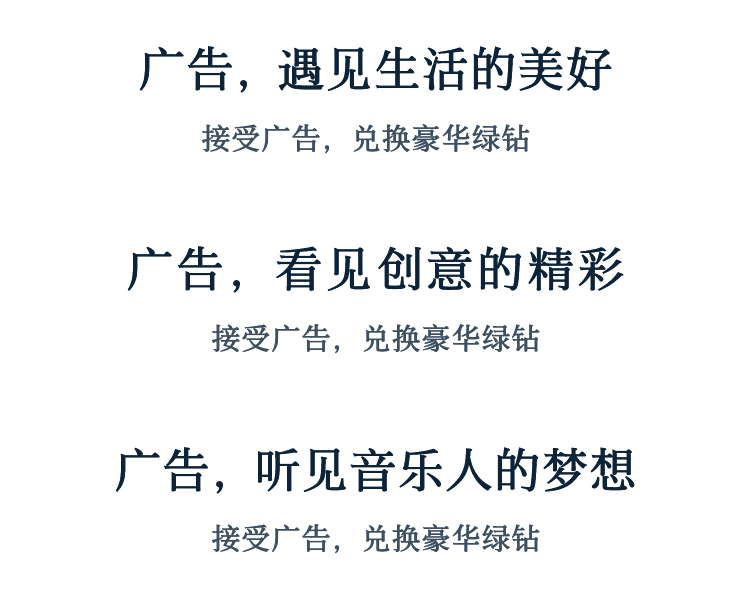 广告，遇见生活的美好
接受广告，兑换豪华绿钻
广告，看见创意的精彩
接受广告，兑换豪华绿钻
广告，听见音乐人的梦想
接受广告，兑换豪华绿钻